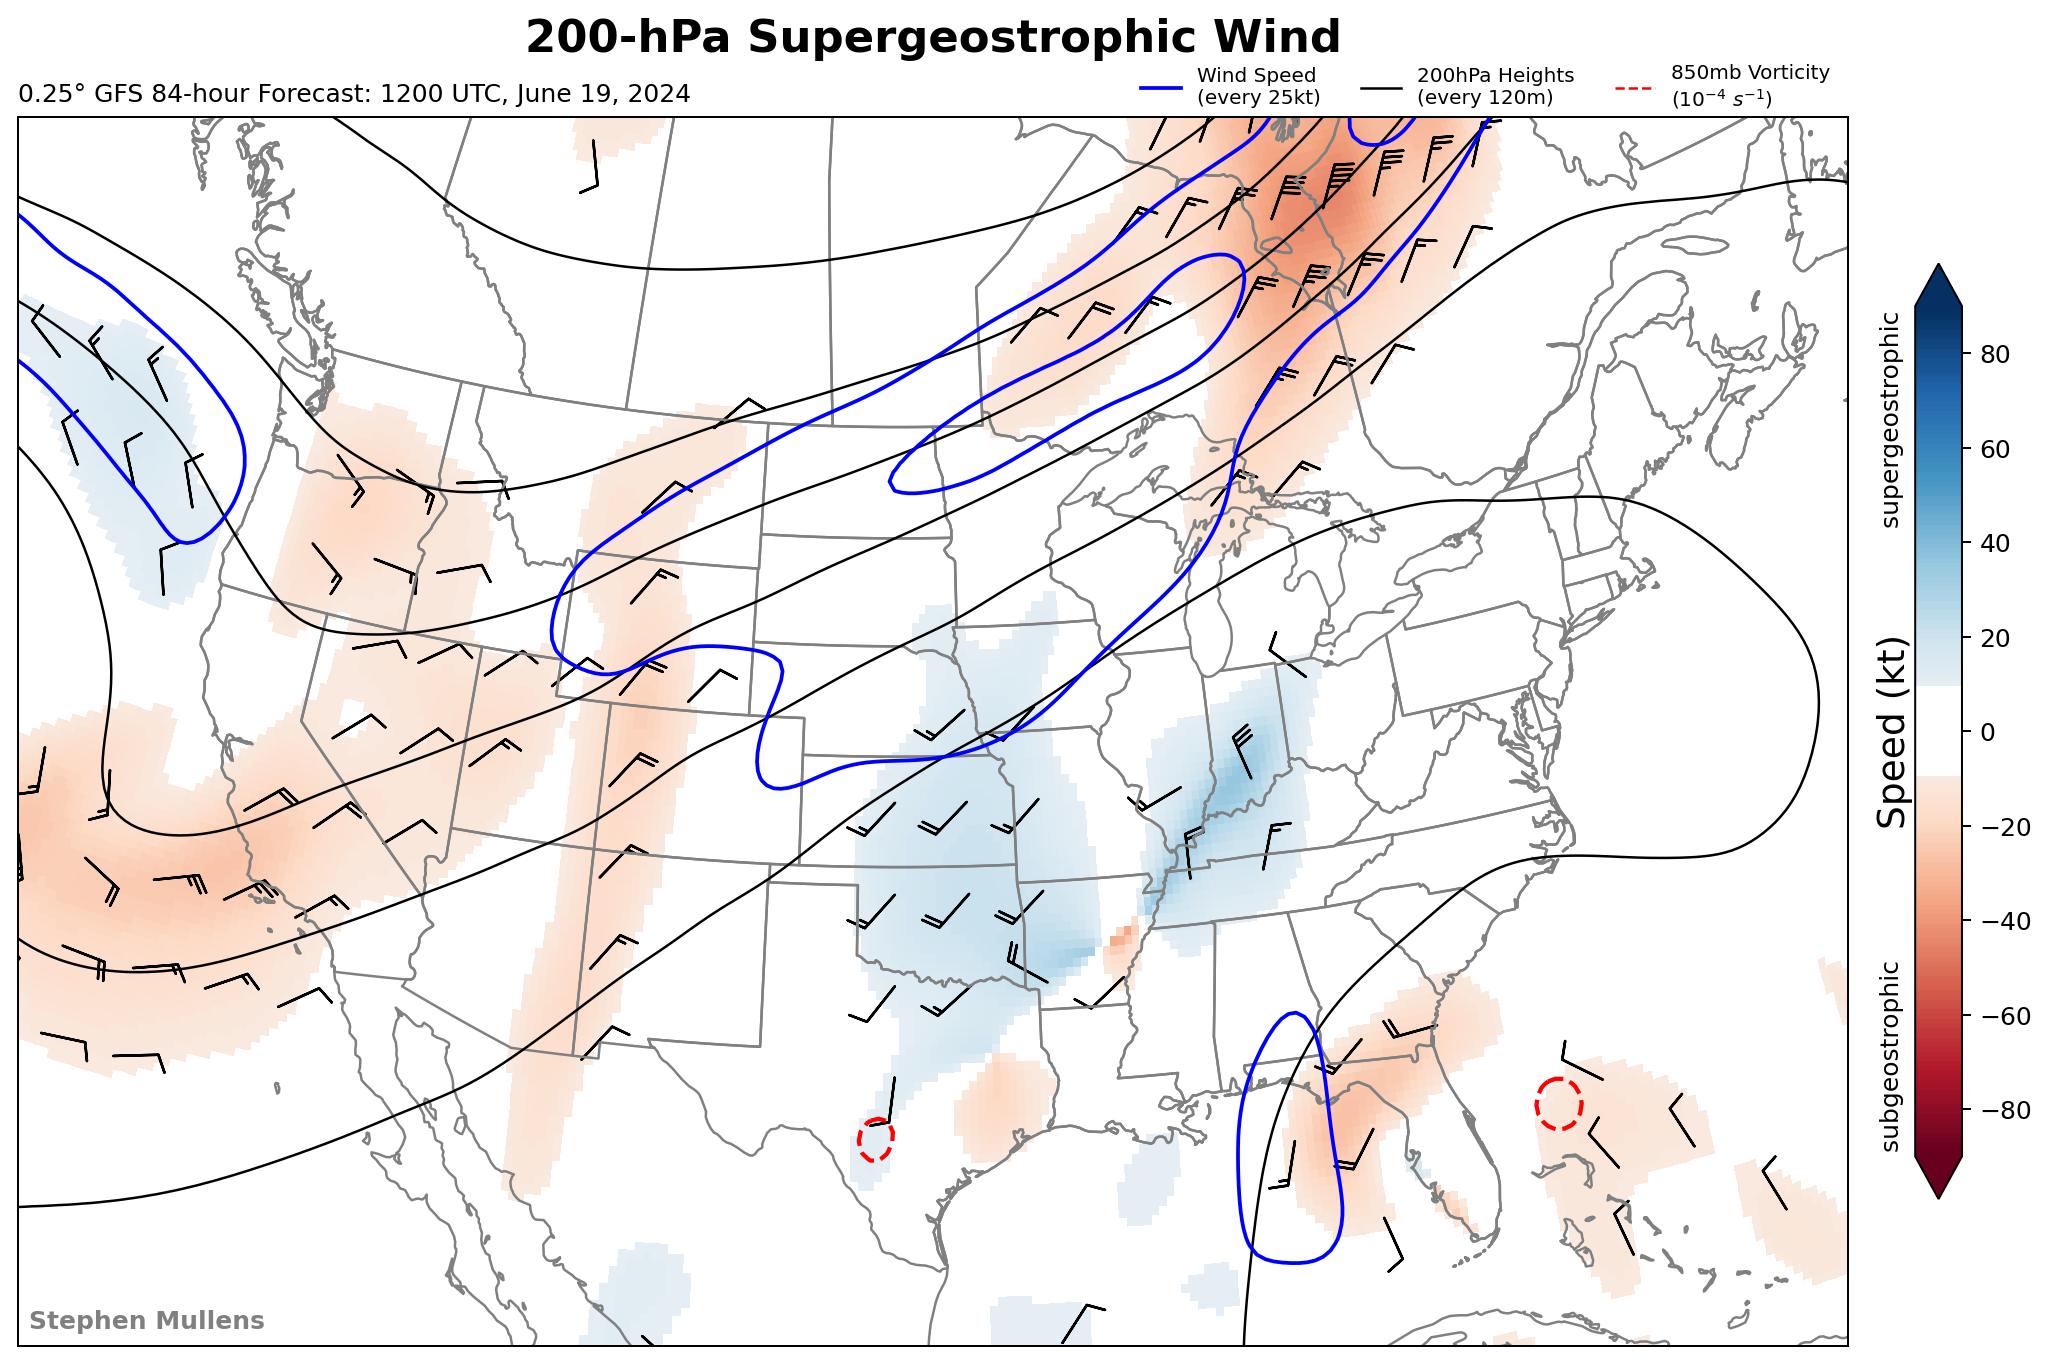 200-hPa Supergeostrophic Wind
0.25° GFS 84-hour Forecast: 1200 UTC, June 19, 2024
Wind Speed
(every 25kt)
200hPa Heights
(every 120m)
850mb Vorticity
(10⁻⁴ s⁻¹)
supergeostrophic
Speed (kt)
subgeostrophic
80
60
40
20
0
−20
−40
−60
−80
Stephen Mullens